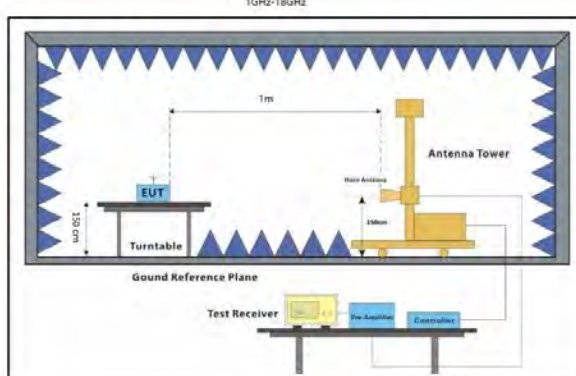 1GHz-18GHz
1m
Antenna Tower
Horn Antenna
EUT
150 cm
150cm
Turntable
Gound Reference Plane
Test Receiver
Pre-Amplifier
Controller